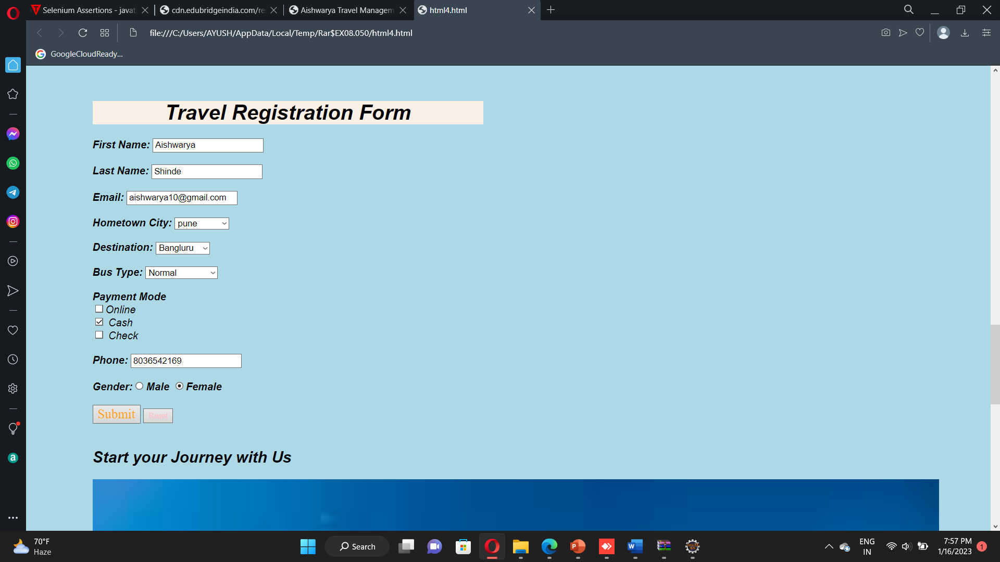 Selenium Assertions - javat
cdn.edubridgeindia.com/re
Aishwarya Travel Managem
html4.html
file:///C:/Users/AYUSH/AppData/Local/Temp/Rar$EX08.050/html4.html
GoogleCloudReady...
Travel Registration Form
First Name: Aishwarya
Last Name: Shinde
Email: aishwarya10@gmail.com
Hometown City: pune
Destination: Bangluru
Bus Type: Normal
Payment Mode
Online
Cash
Check
Phone: 8036542169
Gender: Male Female
Submit Reset
Start your Journey with Us
70°F
Haze
Search
ENG
IN
7:57 PM
1/16/2023
1